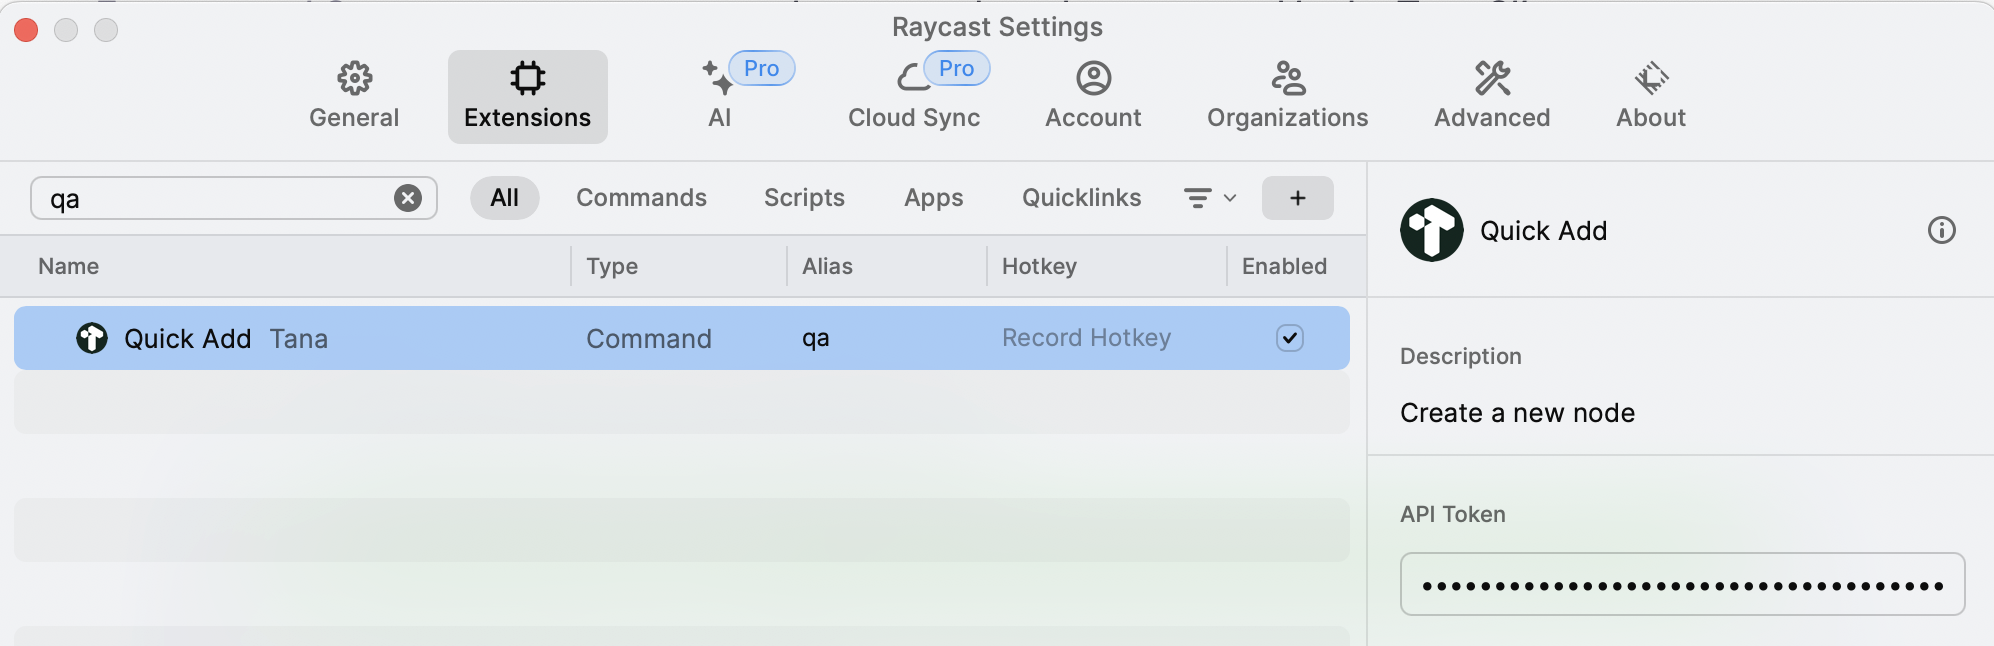 Raycast Settings
General
Extensions
Pro
AI
Pro
Cloud Sync
Account
Organizations
Advanced
About
qa
All
Commands
Scripts
Apps
Quicklinks
Quick Add
Name
Type
Alias
Hotkey
Enabled
Quick Add Tana
Command
qa
Record Hotkey
Description
Create a new node
API Token